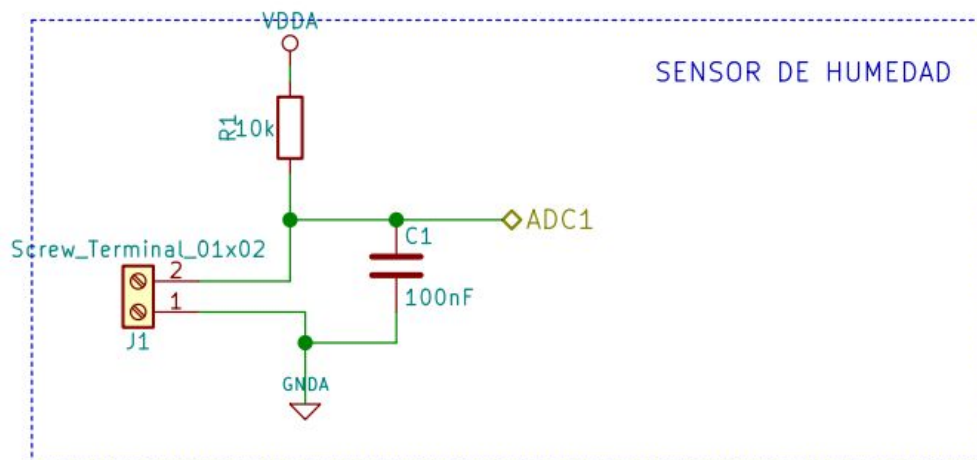 VDDA
SENSOR DE HUMEDAD
R1
10k
ADC1
C1
Screw_Terminal_01x02
2
100nF
1
J1
GNDA